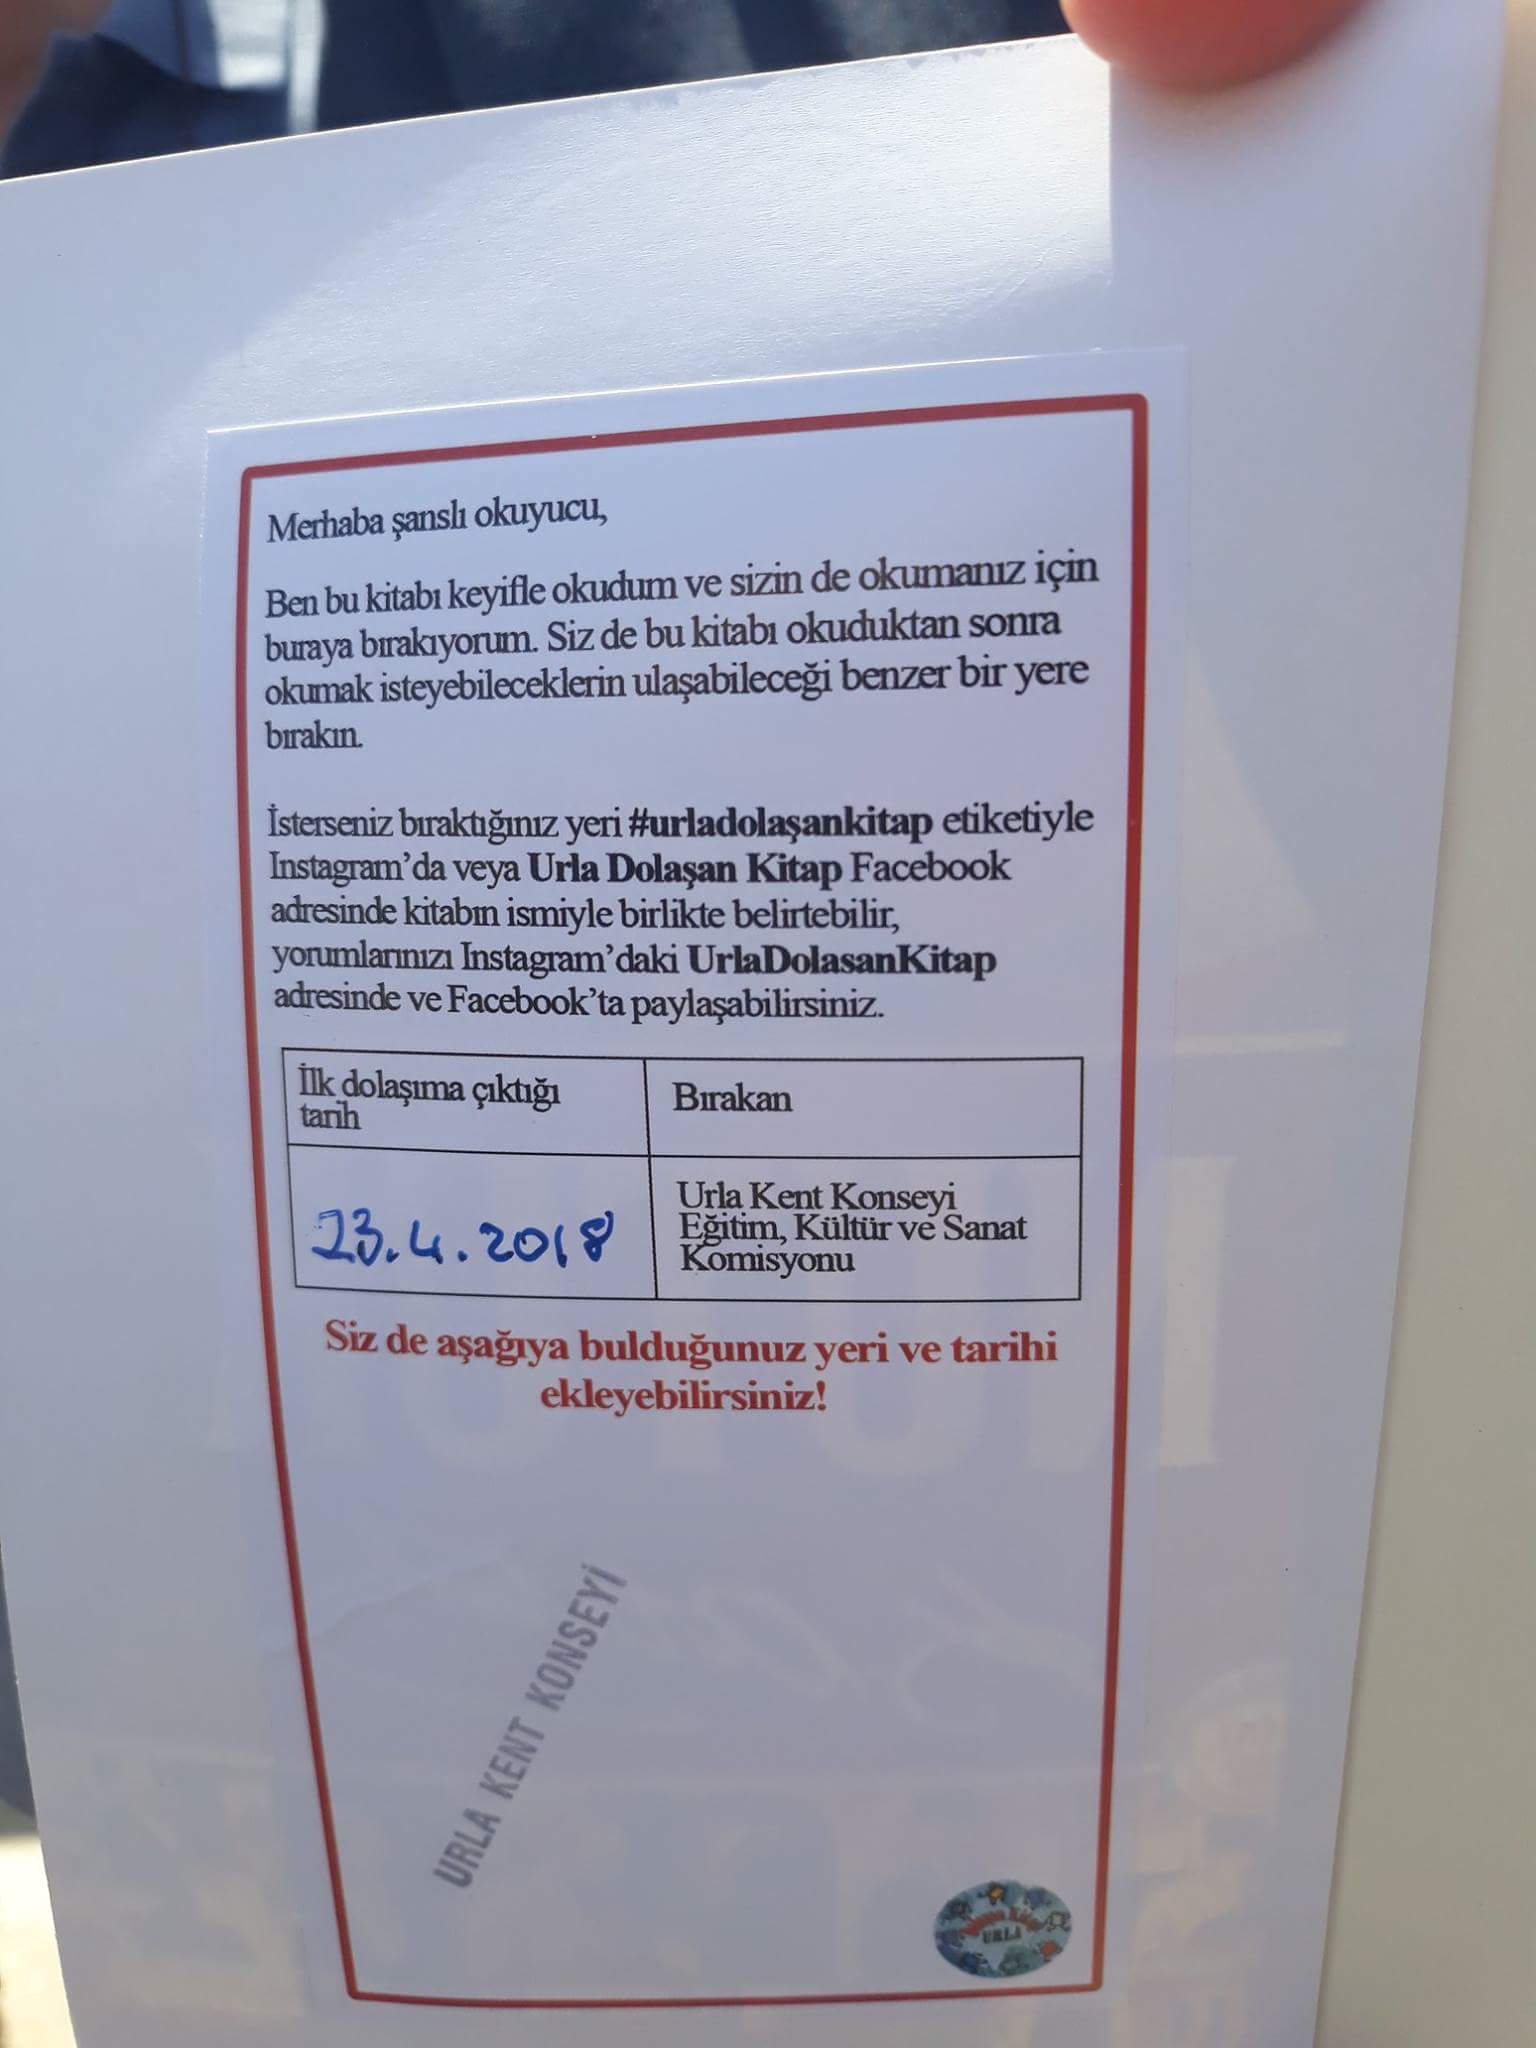 Merhaba şanslı okuyucu,
Ben bu kitabı keyifle okudum ve sizin de okumanız için
buraya bırakıyorum. Siz de bu kitabı okuduktan sonra
okumak isteyebileceklerin ulaşabileceği benzer bir yere
bırakın.
İsterseniz bıraktığınız yeri #urladolaşankitap etiketiyle
Instagram'da veya Urla Dolaşan Kitap Facebook
adresinde kitabın ismiyle birlikte belirtebilir,
yorumlarınızı Instagram'daki UrlaDolasanKitap
adresinde ve Facebook'ta paylaşabilirsiniz.
İlk dolaşıma çıktığı
tarih
Bırakan
23.4.2018
Urla Kent Konseyi
Eğitim, Kültür ve Sanat
Komisyonu
Siz de aşağıya bulduğunuz yeri ve tarihi
ekleyebilirsiniz!
URLA KENT KONSEYİ
URLA